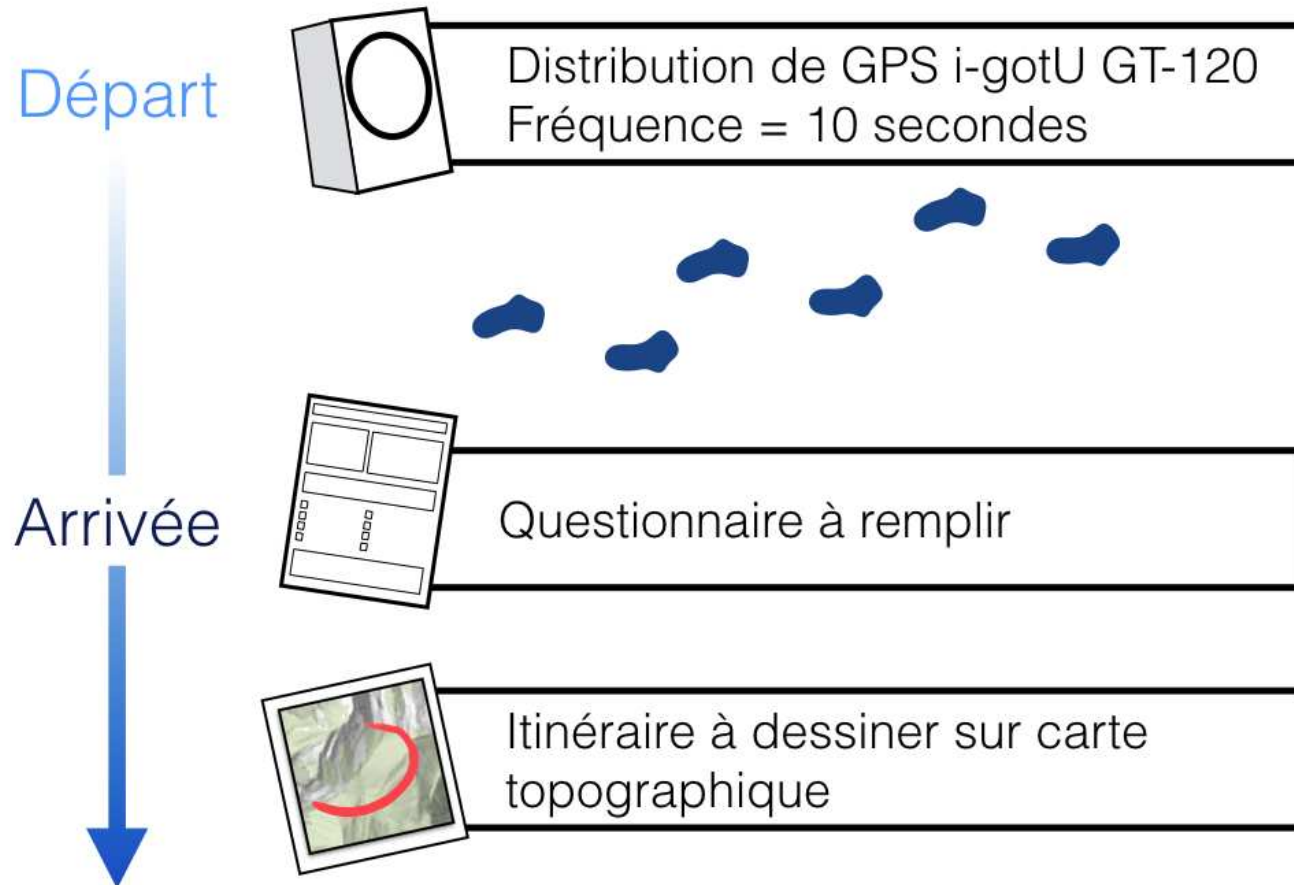 Départ
Distribution de GPS i-gotU GT-120
Fréquence = 10 secondes
Arrivée
Questionnaire à remplir
Itinéraire à dessiner sur carte
topographique